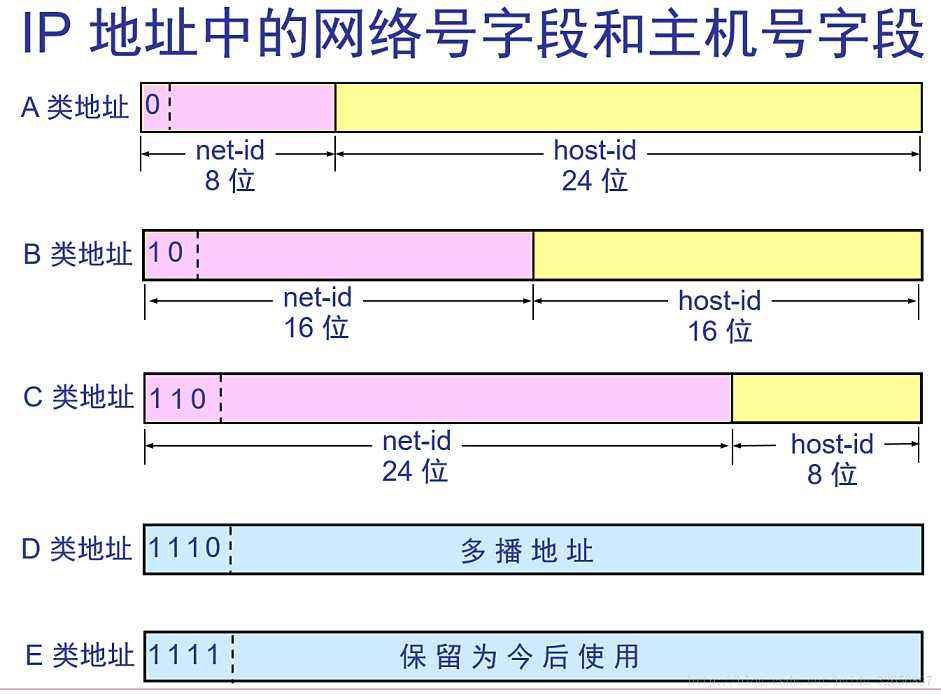 IP 地址中的网络号字段和主机号字段
A 类地址 0
net-id host-id
8 位 24 位
B 类地址 1 0
net-id host-id
16 位 16 位
C 类地址 1 1 0
net-id host-id
24 位 8 位
D 类地址 1 1 1 0 多 播 地 址
E 类地址 1 1 1 1 保 留 为 今 后 使 用